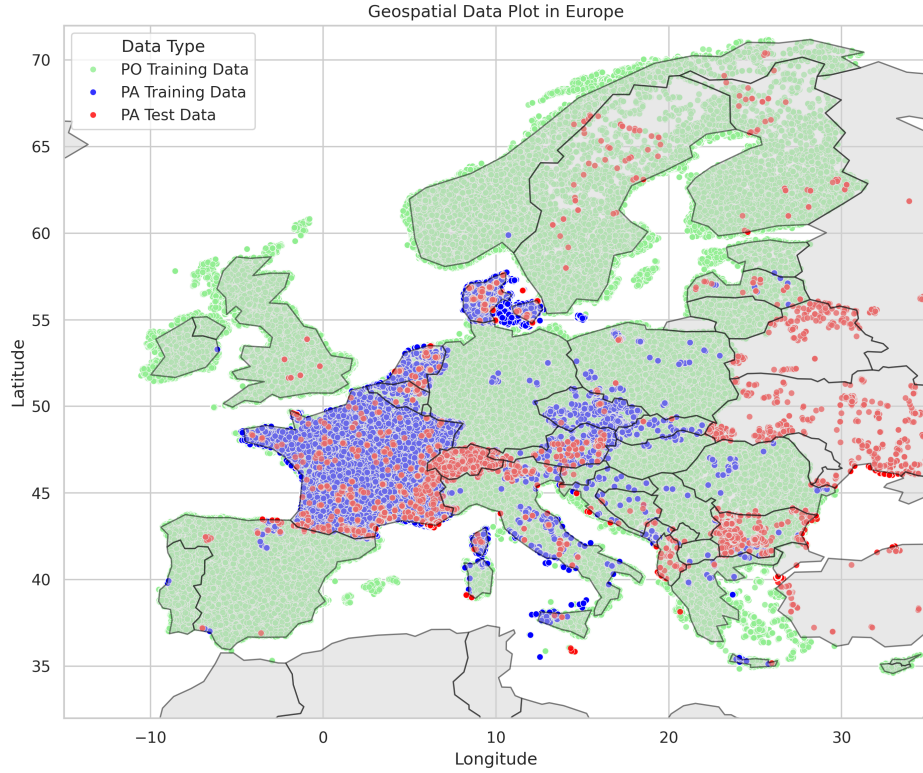 Geospatial Data Plot in Europe
Data Type
PO Training Data
PA Training Data
PA Test Data
Latitude
70
65
60
55
50
45
40
35
−10
0
10
20
30
Longitude